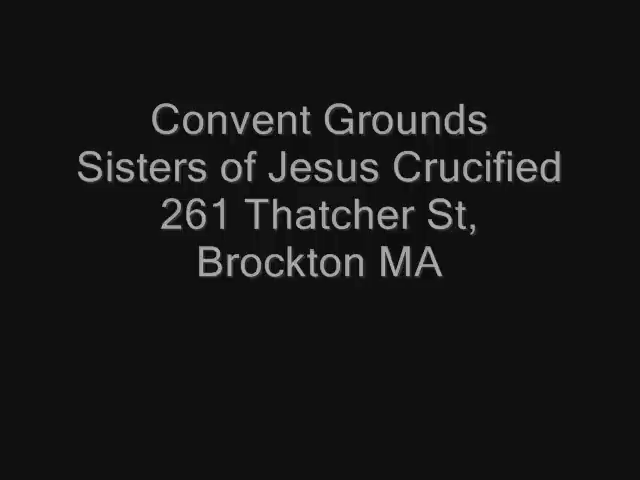 Convent Grounds
Sisters of Jesus Crucified
261 Thatcher St,
Brockton MA